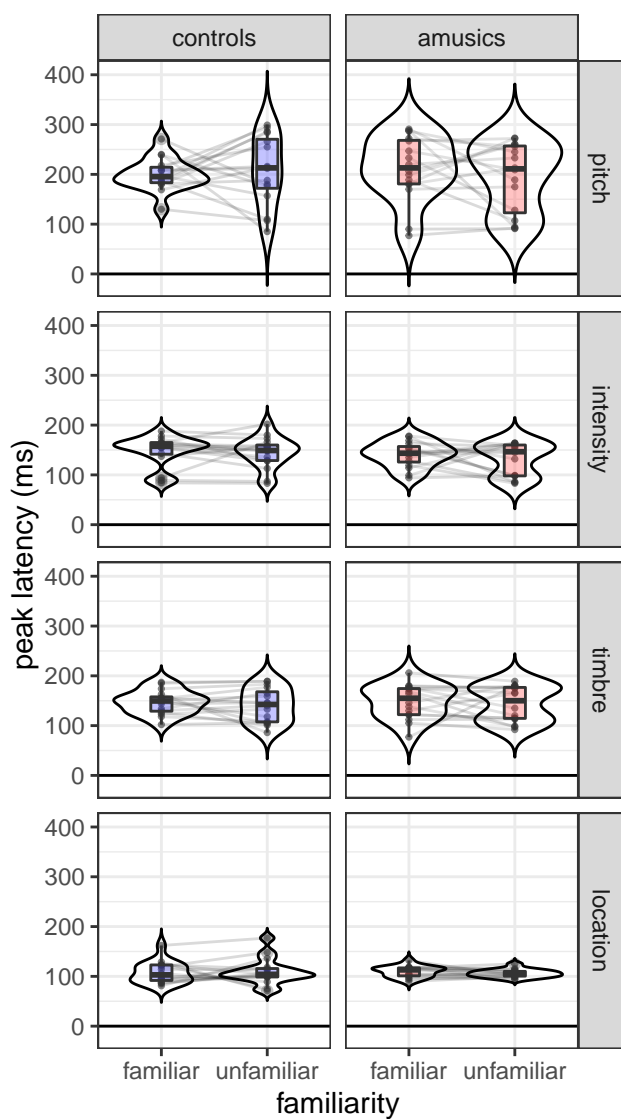 controls
amusics
400
300
200
100
0
pitch
400
300
200
100
0
intensity
400
300
200
100
0
timbre
400
300
200
100
0
location
peak latency (ms)
familiar unfamiliar
familiar unfamiliar
familiarity